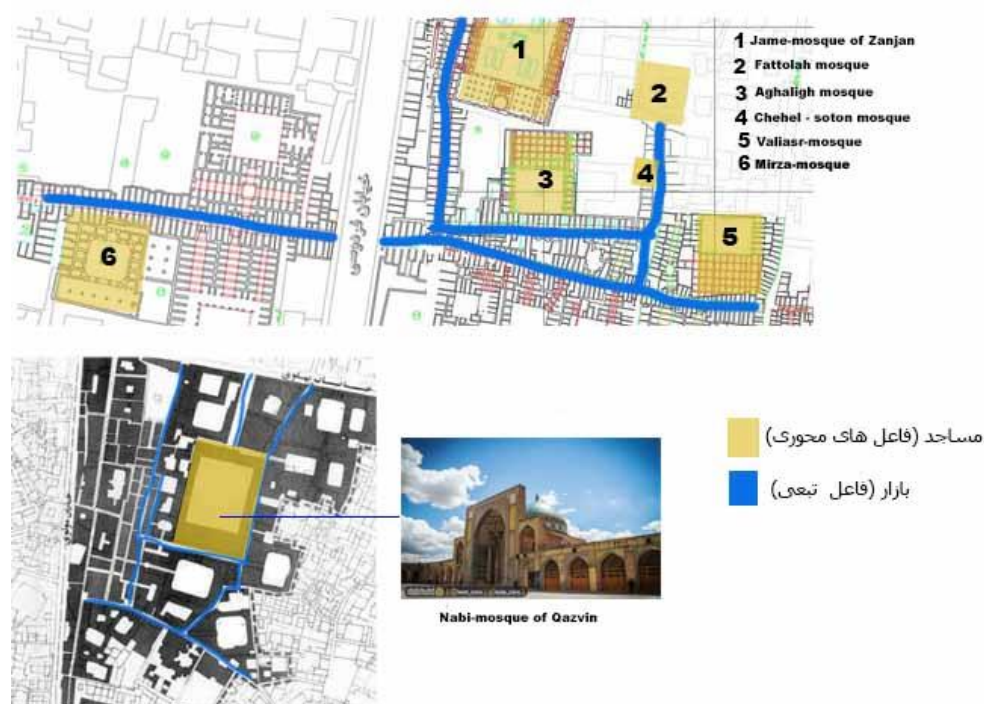 1 Jame-mosque of Zanjan
2 Fattolah mosque
3 Aghaligh mosque
4 Chehel - soton mosque
5 Valiasr-mosque
6 Mirza-mosque
1
2
3
4
5
6
مساجد (فاعل های محوری)
بازار (فاعل تبعی)
Nabi-mosque of Qazvin